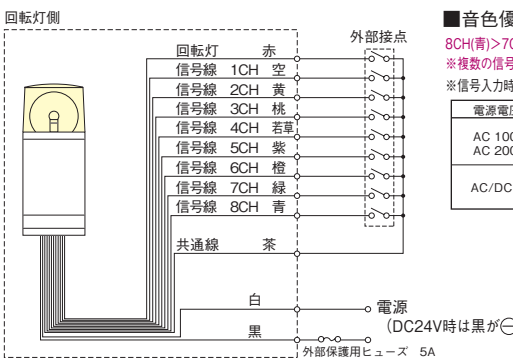 回転灯側
外部接点
回転灯 赤
信号線 1CH 空
信号線 2CH 黄
信号線 3CH 桃
信号線 4CH 若草
信号線 5CH 紫
信号線 6CH 橙
信号線 7CH 緑
信号線 8CH 青
共通線 茶
白
電源
(DC24V時は黒が㊀
黒
外部保護用ヒューズ 5A
■音色優
8CH(青)>7C
※複数の信号
※信号入力時
電源電圧
AC 100
AC 200
AC/DC